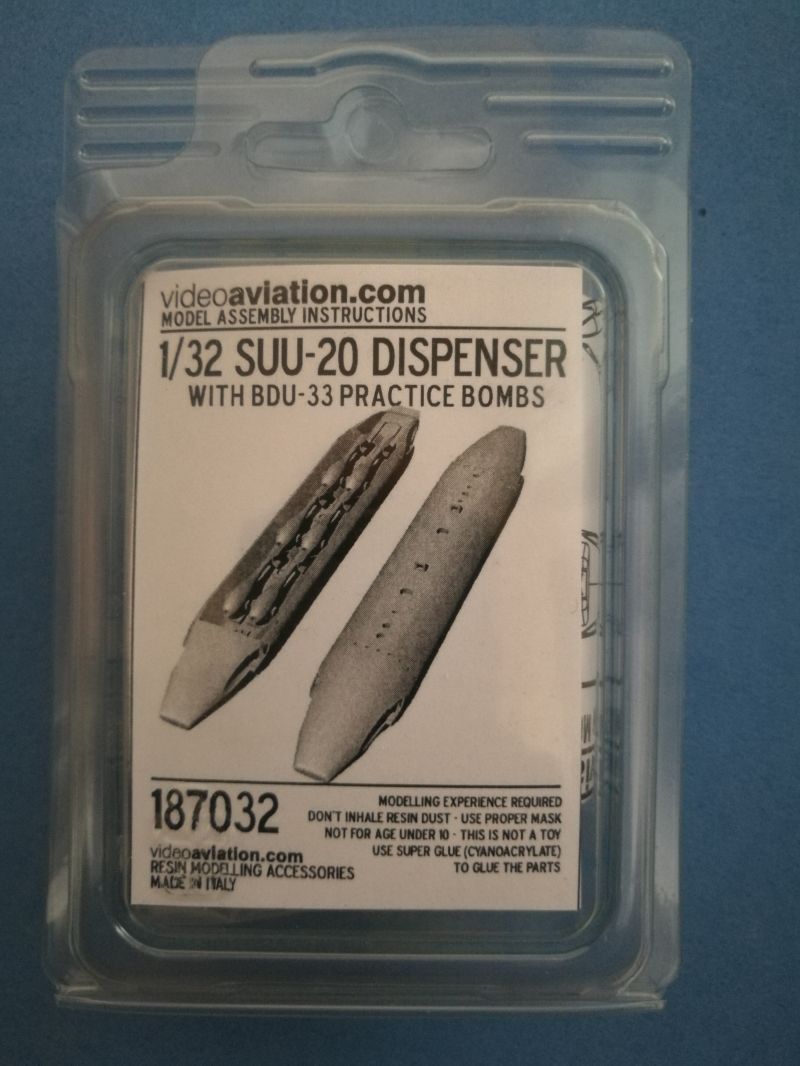 videoaviation.com
MODEL ASSEMBLY INSTRUCTIONS
1/32 SUU-20 DISPENSER
WITH BDU-33 PRACTICE BOMBS
187032
videoaviation.com
RESIN MODELLING ACCESSORIES
MADE IN ITALY
MODELLING EXPERIENCE REQUIRED
DON'T INHALE RESIN DUST - USE PROPER MASK
NOT FOR AGE UNDER 10 - THIS IS NOT A TOY
USE SUPER GLUE (CYANOACRYLATE)
TO GLUE THE PARTS